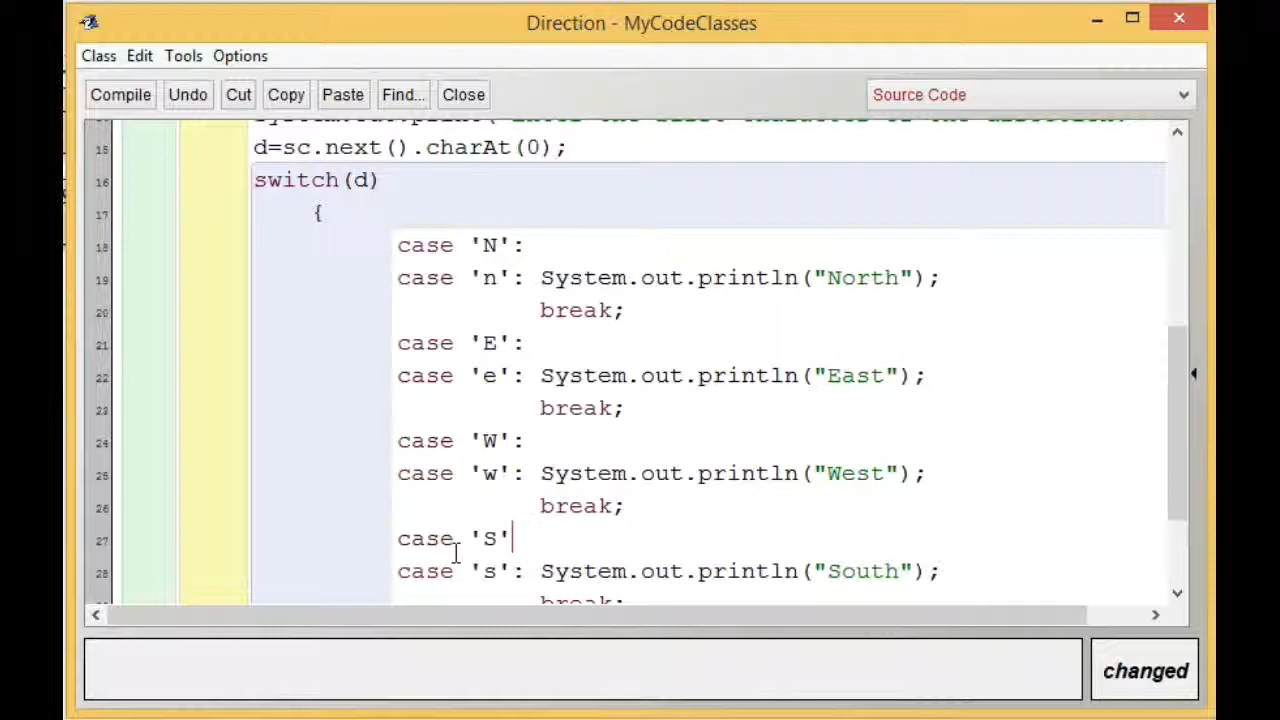 Direction - MyCodeClasses
Class Edit Tools Options
Compile Undo Cut Copy Paste Find... Close Source Code
15 d=sc.next().charAt(0);
16 switch(d)
17 {
18 case 'N':
19 case 'n': System.out.println("North");
20 break;
21 case 'E':
22 case 'e': System.out.println("East");
23 break;
24 case 'W':
25 case 'w': System.out.println("West");
26 break;
27 case 'S'
28 case 's': System.out.println("South");
break;
changed